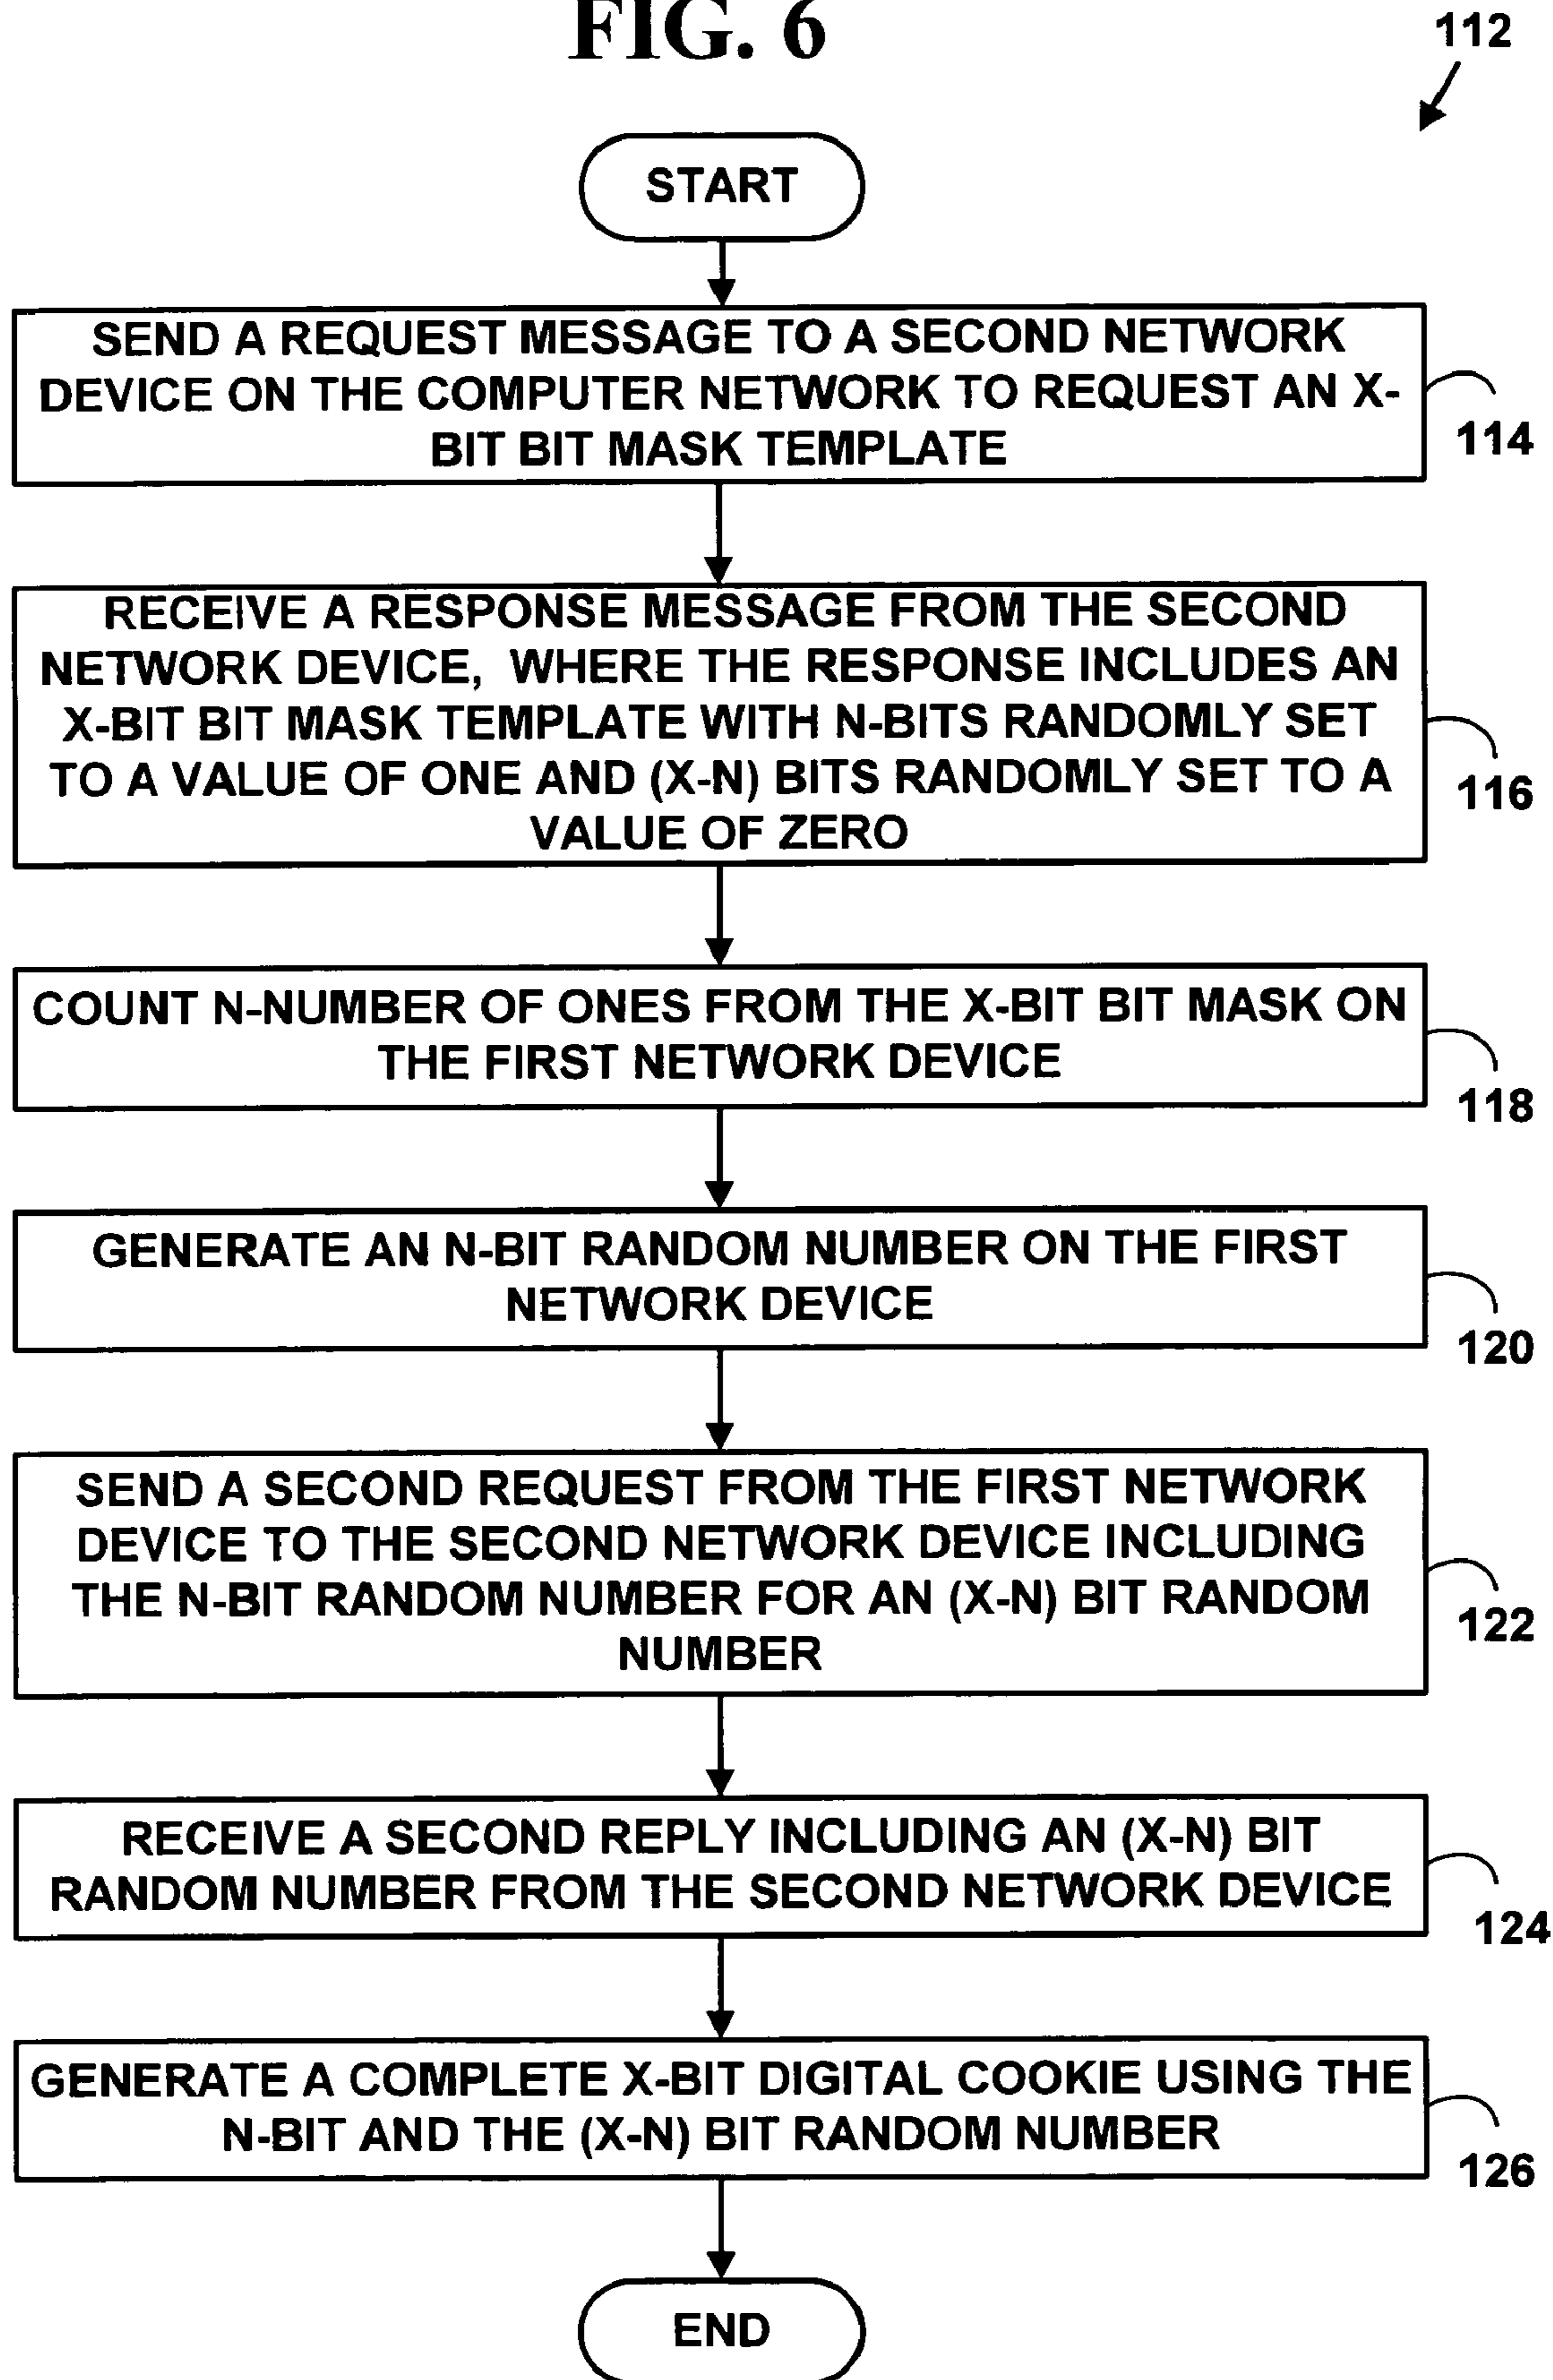 FIG. 6
112
START
SEND A REQUEST MESSAGE TO A SECOND NETWORK
DEVICE ON THE COMPUTER NETWORK TO REQUEST AN X-
BIT BIT MASK TEMPLATE
114
RECEIVE A RESPONSE MESSAGE FROM THE SECOND
NETWORK DEVICE, WHERE THE RESPONSE INCLUDES AN
X-BIT BIT MASK TEMPLATE WITH N-BITS RANDOMLY SET
TO A VALUE OF ONE AND (X-N) BITS RANDOMLY SET TO A
VALUE OF ZERO
116
COUNT N-NUMBER OF ONES FROM THE X-BIT BIT MASK ON
THE FIRST NETWORK DEVICE
118
GENERATE AN N-BIT RANDOM NUMBER ON THE FIRST
NETWORK DEVICE
120
SEND A SECOND REQUEST FROM THE FIRST NETWORK
DEVICE TO THE SECOND NETWORK DEVICE INCLUDING
THE N-BIT RANDOM NUMBER FOR AN (X-N) BIT RANDOM
NUMBER
122
RECEIVE A SECOND REPLY INCLUDING AN (X-N) BIT
RANDOM NUMBER FROM THE SECOND NETWORK DEVICE
124
GENERATE A COMPLETE X-BIT DIGITAL COOKIE USING THE
N-BIT AND THE (X-N) BIT RANDOM NUMBER
126
END